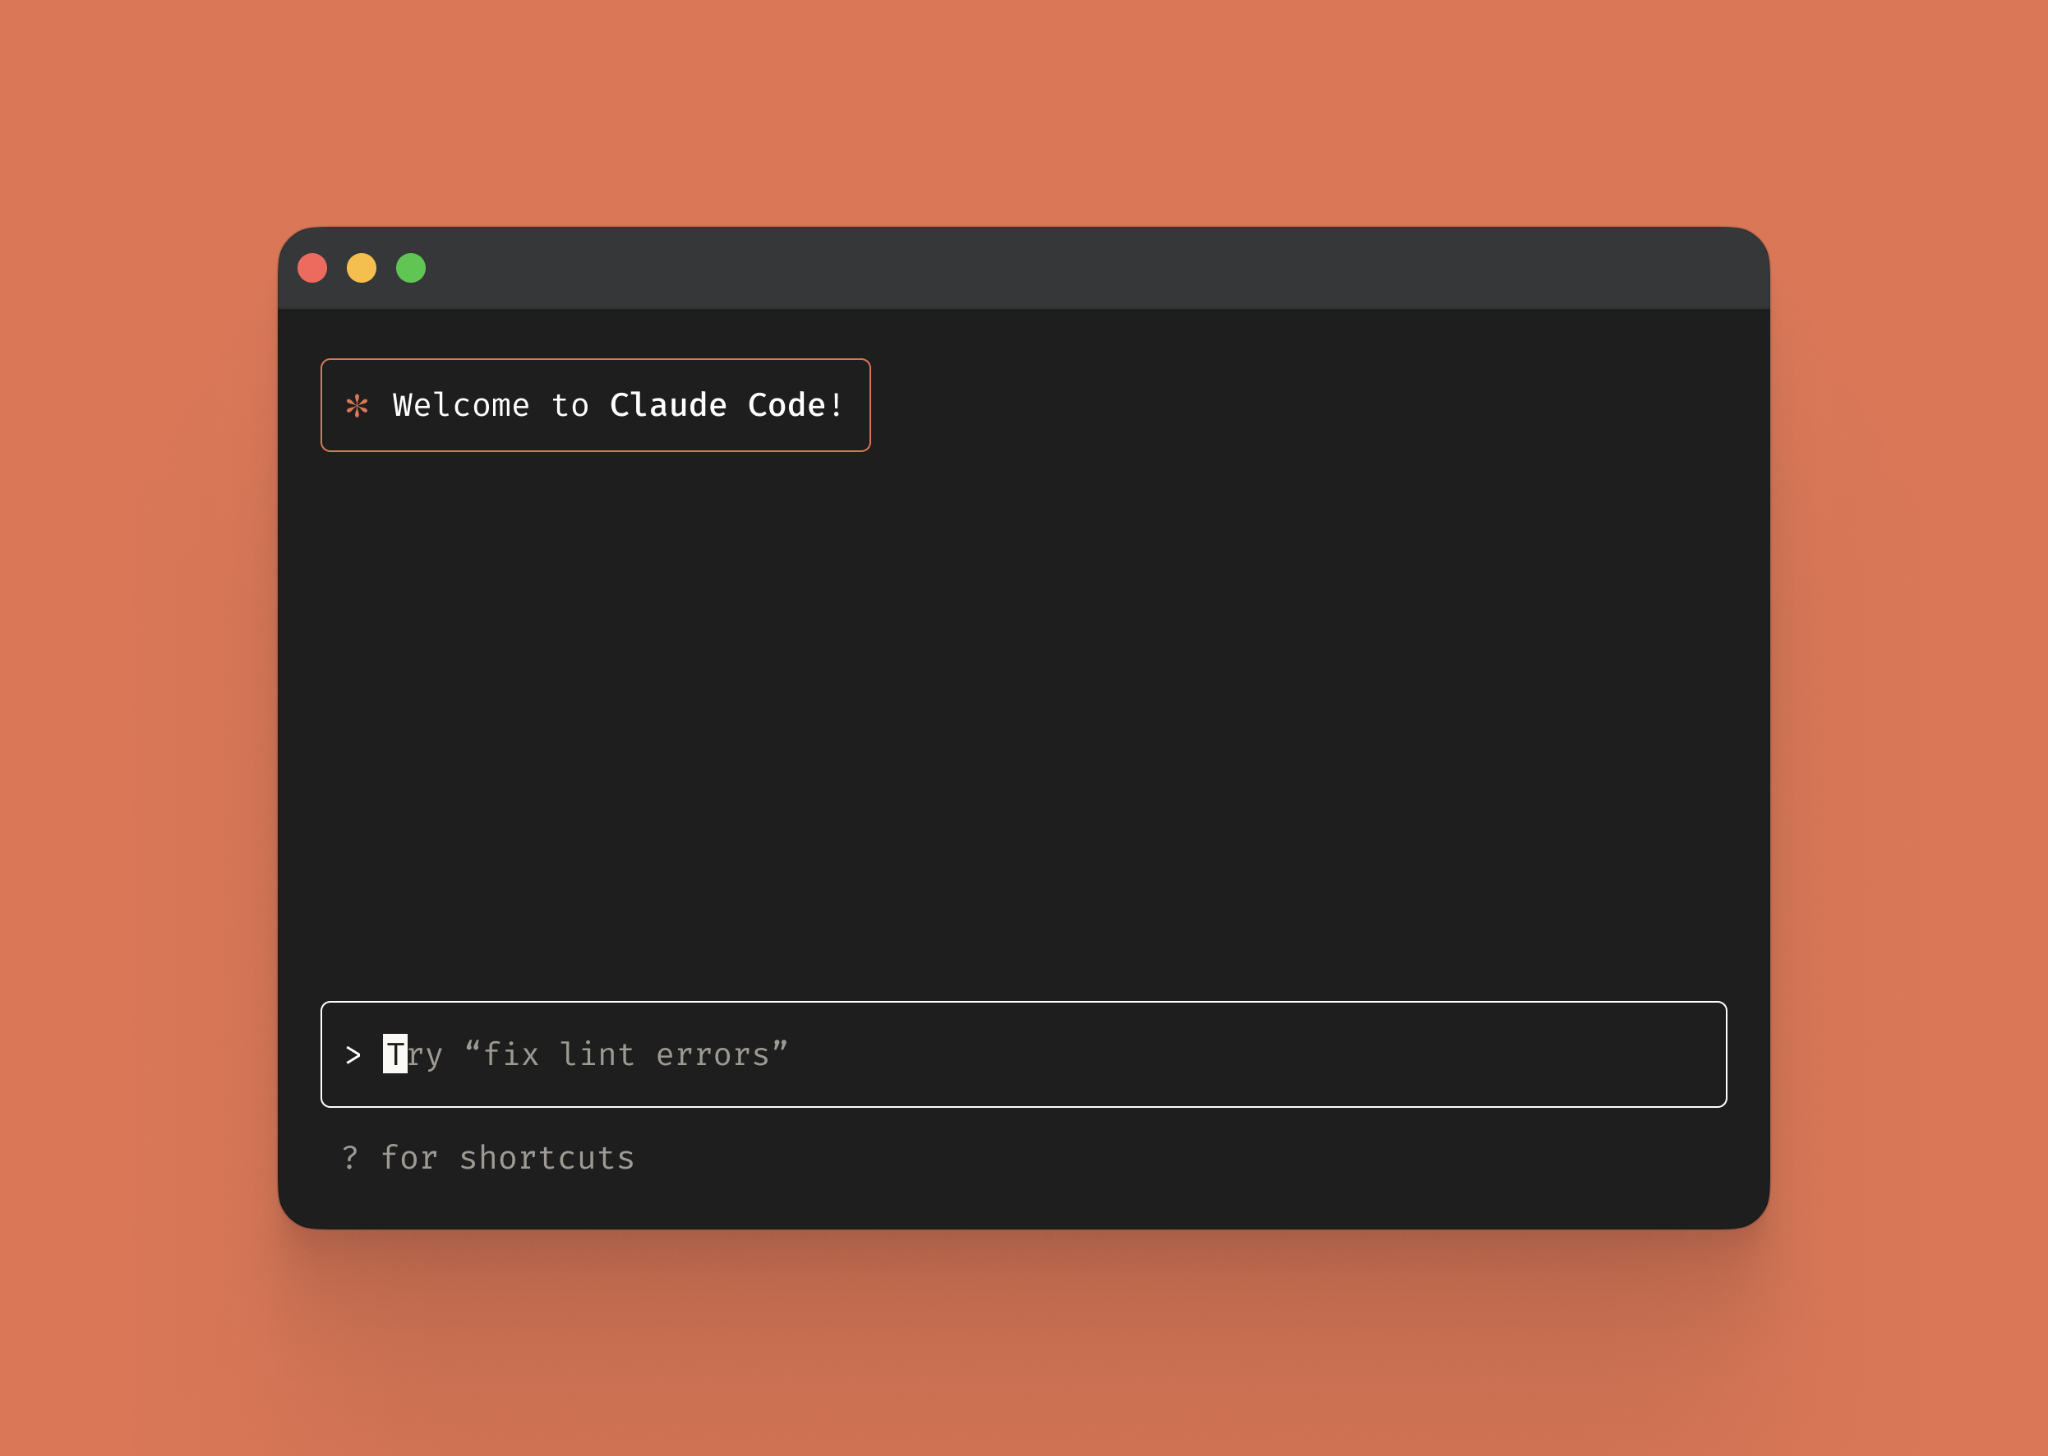 ✻ Welcome to Claude Code!
> Try “fix lint errors”
? for shortcuts